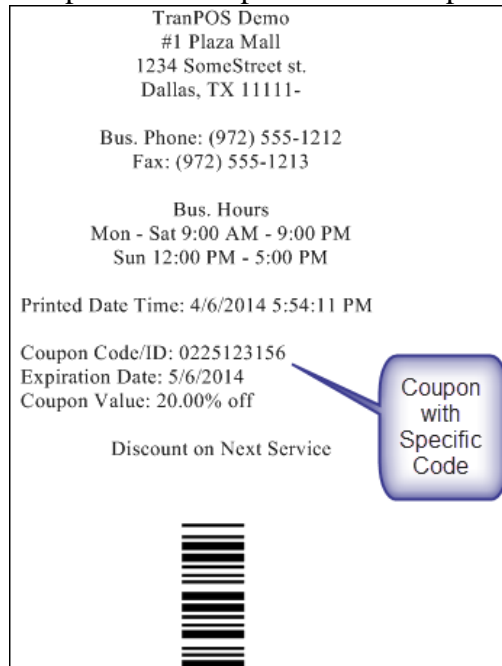 TranPOS Demo
#1 Plaza Mall
1234 SomeStreet st.
Dallas, TX 11111-
Bus. Phone: (972) 555-1212
Fax: (972) 555-1213
Bus. Hours
Mon - Sat 9:00 AM - 9:00 PM
Sun 12:00 PM - 5:00 PM
Printed Date Time: 4/6/2014 5:54:11 PM
Coupon Code/ID: 0225123156
Expiration Date: 5/6/2014
Coupon Value: 20.00% off
Coupon
with
Specific
Code
Discount on Next Service